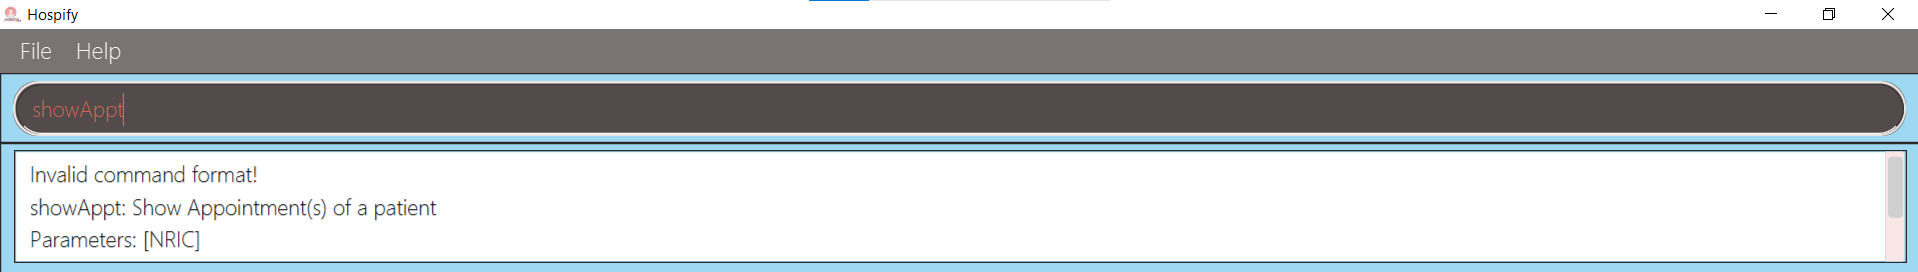 Hospify
File Help
showAppt
Invalid command format!
showAppt: Show Appointment(s) of a patient
Parameters: [NRIC]